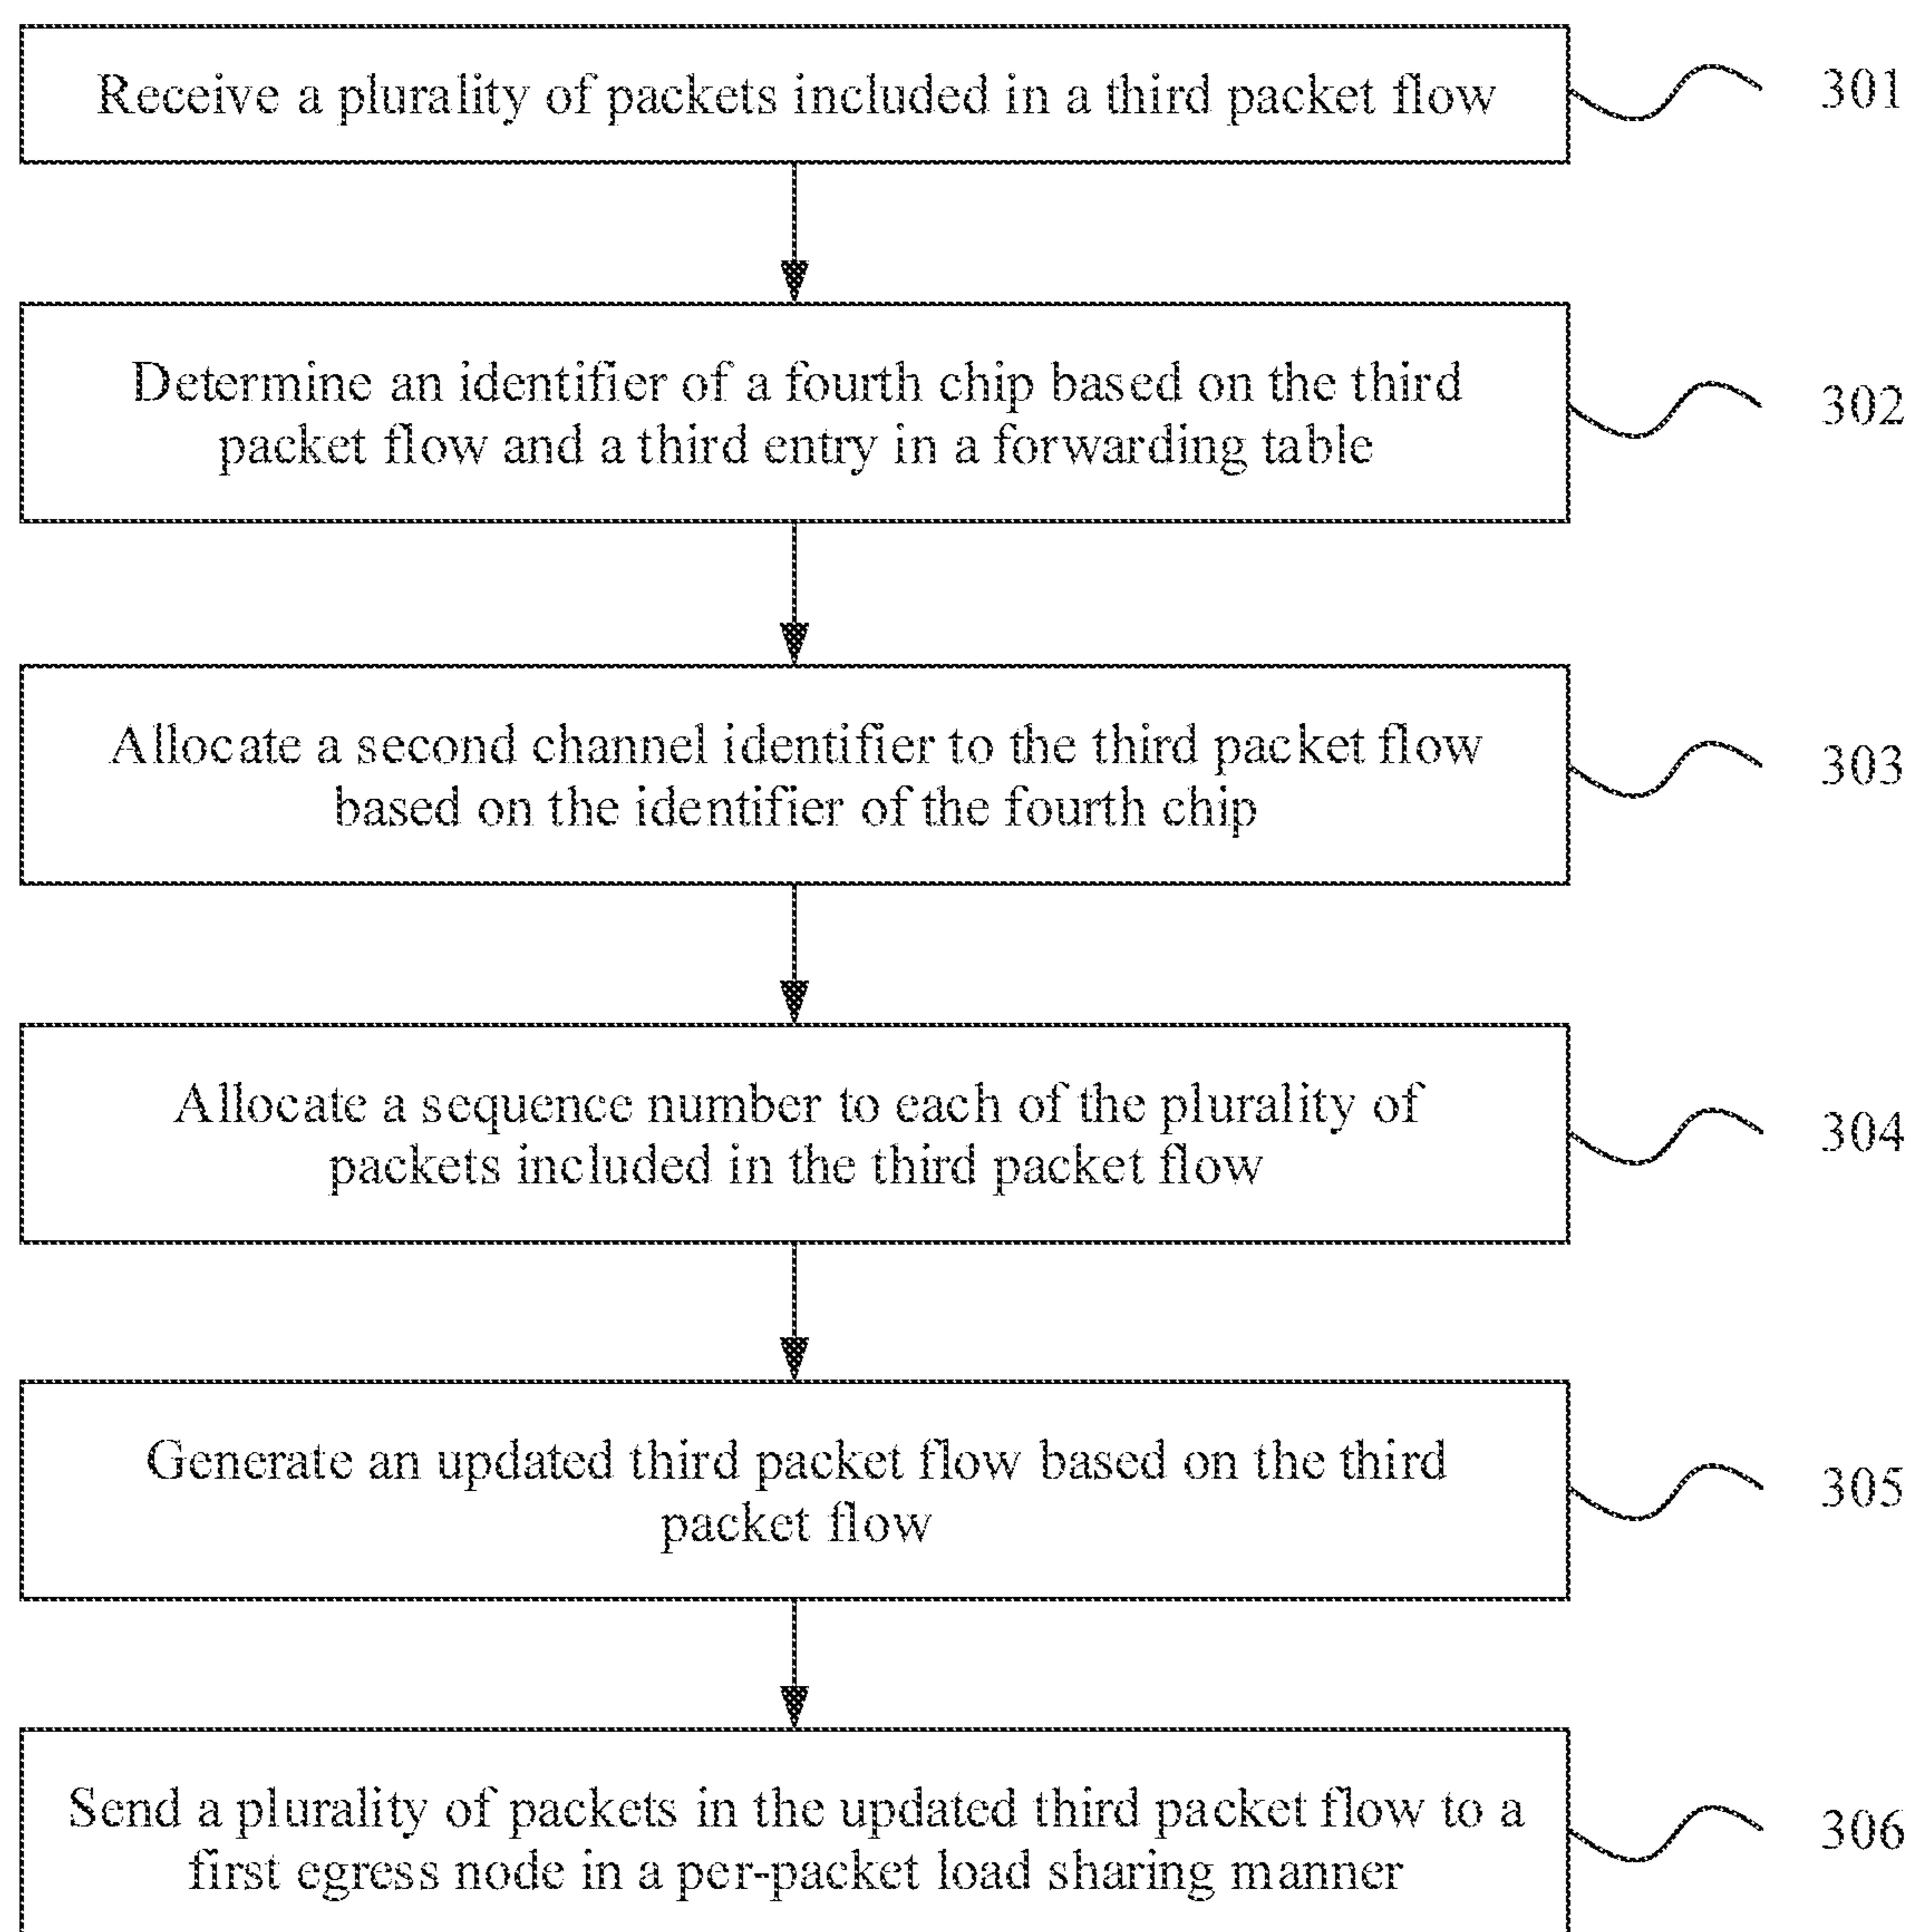 Receive a plurality of packets included in a third packet flow
301
Determine an identifier of a fourth chip based on the third
packet flow and a third entry in a forwarding table
302
Allocate a second channel identifier to the third packet flow
based on the identifier of the fourth chip
303
Allocate a sequence number to each of the plurality of
packets included in the third packet flow
304
Generate an updated third packet flow based on the third
packet flow
305
Send a plurality of packets in the updated third packet flow to a
first egress node in a per-packet load sharing manner
306